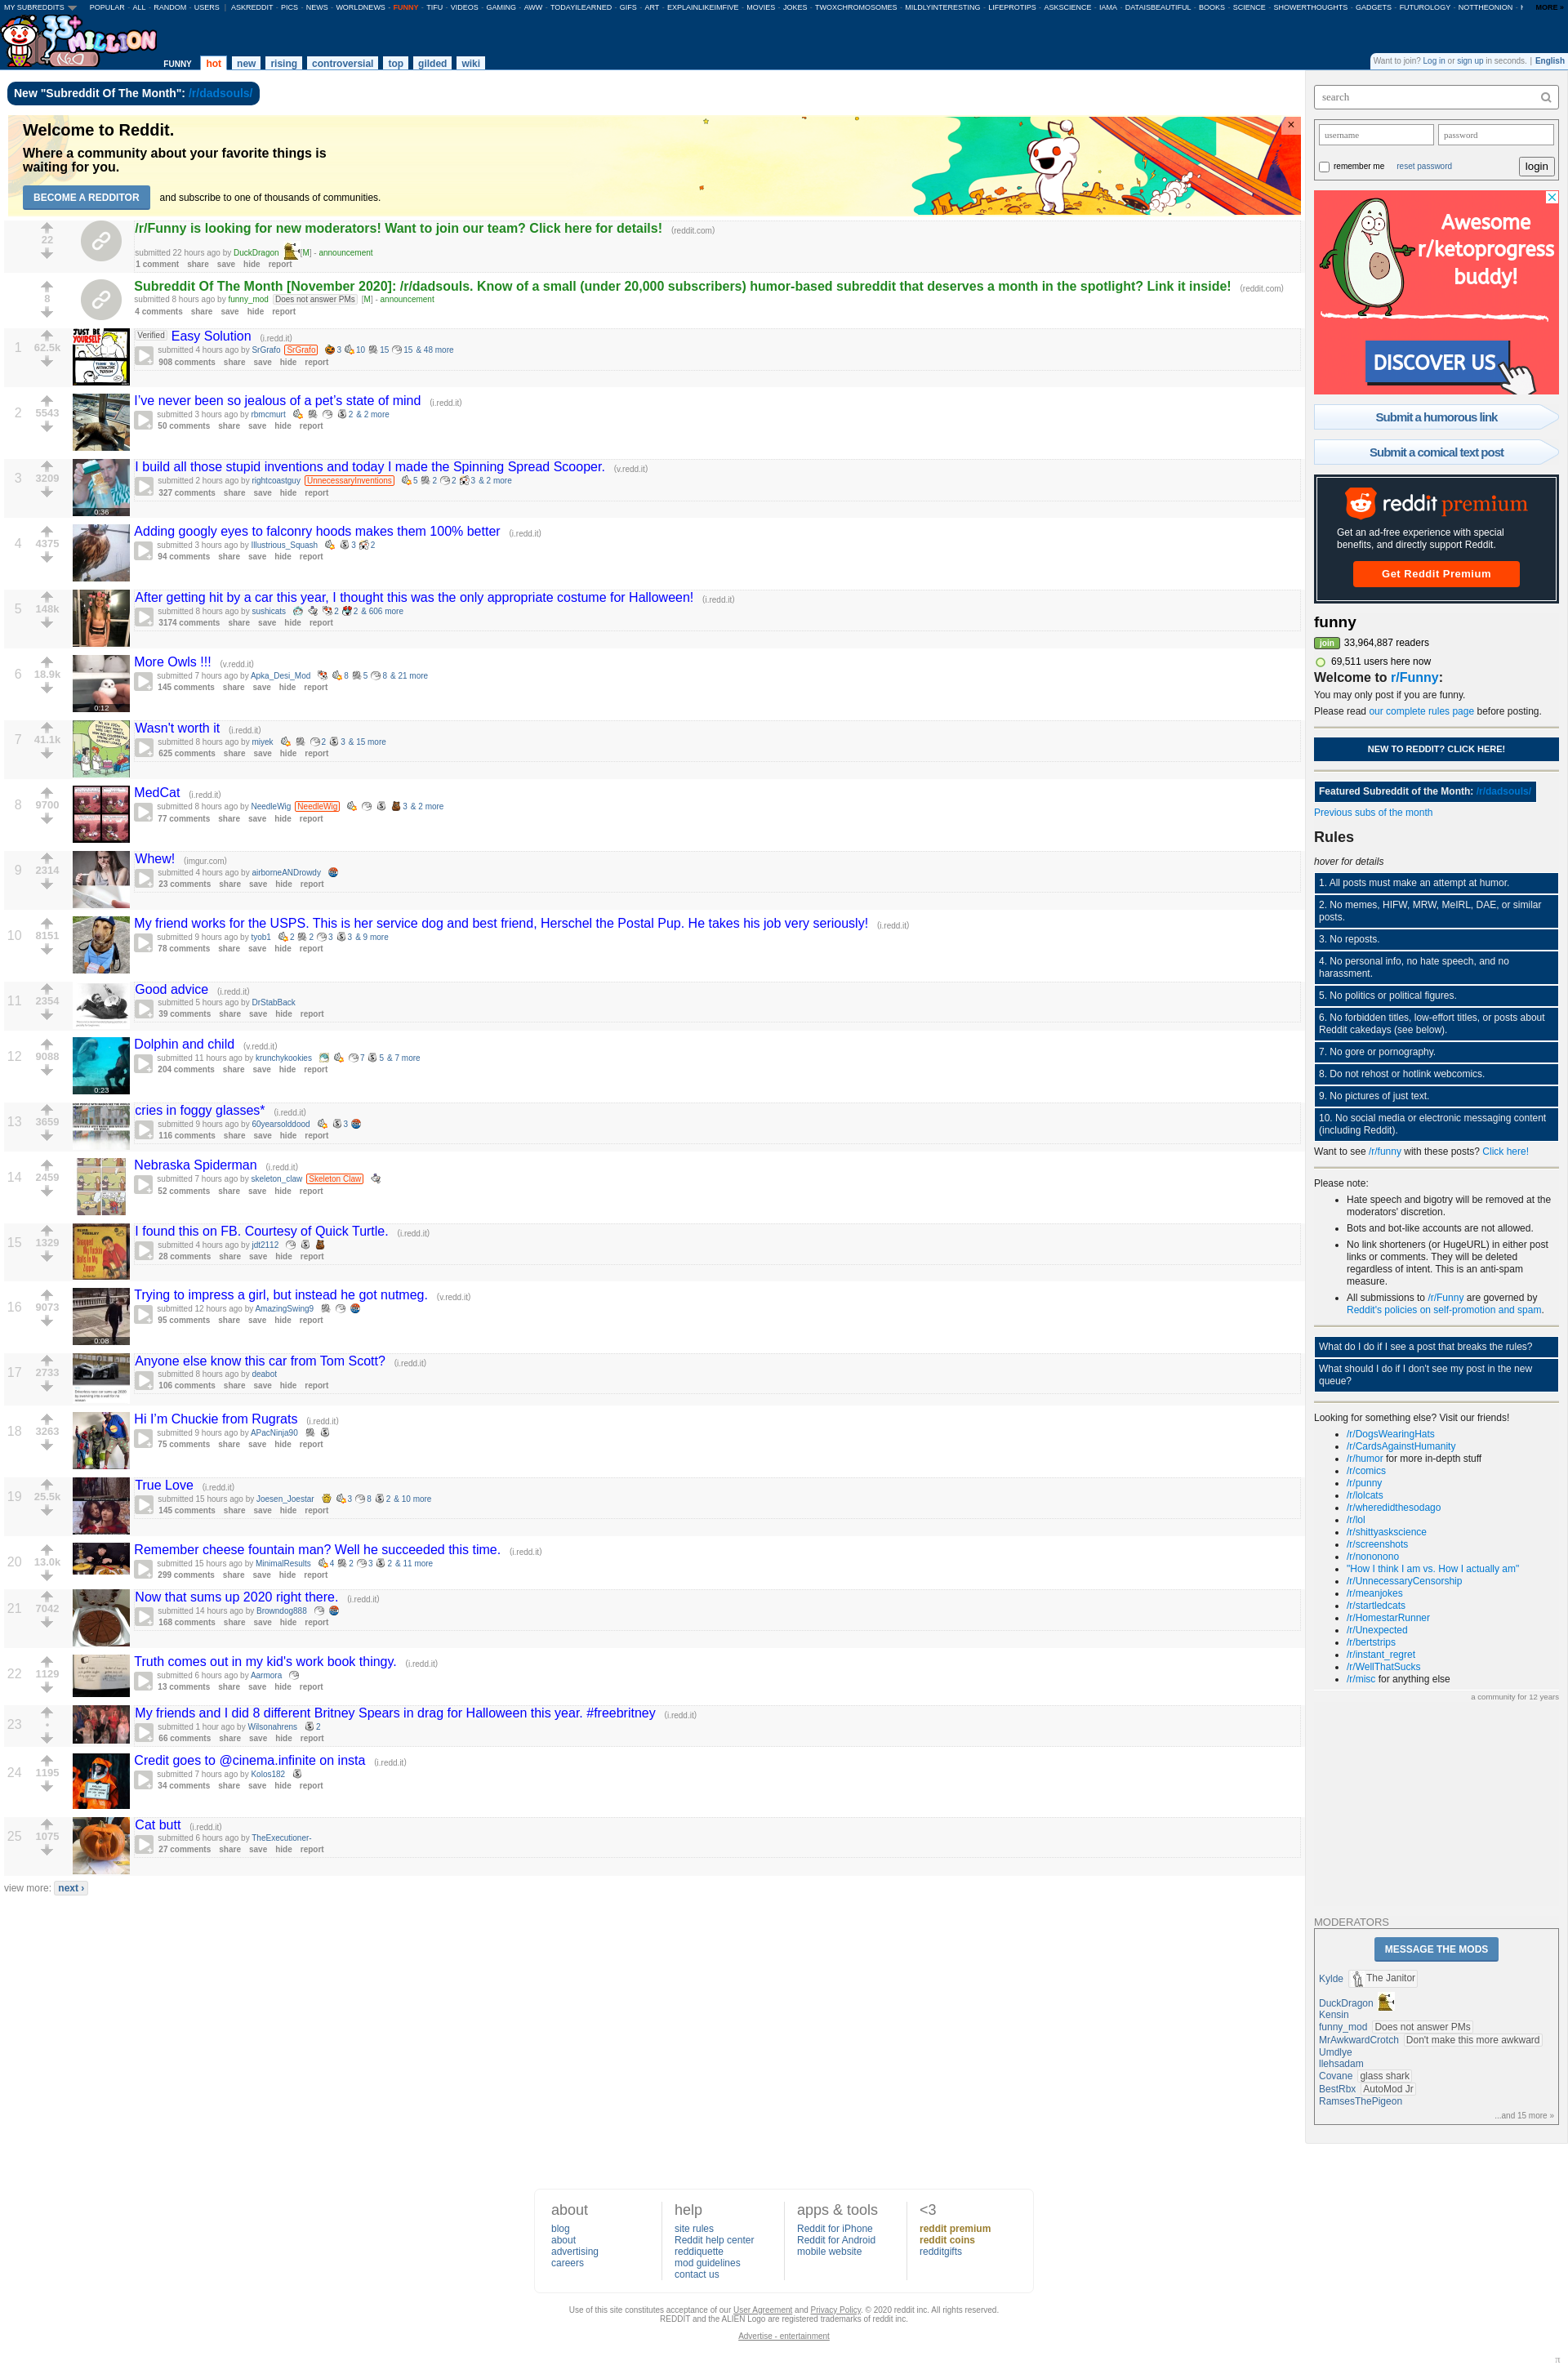 MY SUBREDDITS POPULAR - ALL - RANDOM - USERS | ASKREDDIT - PICS - NEWS - WORLDNEWS - FUNNY - TIFU - VIDEOS - GAMING - AWW - TODAYILEARNED - GIFS - ART - EXPLAINLIKEIMFIVE - MOVIES - JOKES - TWOXCHROMOSOMES - MILDLYINTERESTING - LIFEPROTIPS - ASKSCIENCE - IAMA - DATAISBEAUTIFUL - BOOKS - SCIENCE - SHOWERTHOUGHTS - GADGETS - FUTUROLOGY - NOTTHEONION - MORE »
33+ MILLION
FUNNY hot new rising controversial top gilded wiki
Want to join? Log in or sign up in seconds. | English
New "Subreddit Of The Month": /r/dadsouls/
Welcome to Reddit.
Where a community about your favorite things is
waiting for you.
BECOME A REDDITOR and subscribe to one of thousands of communities.
×
22
/r/Funny is looking for new moderators! Want to join our team? Click here for details! (reddit.com)
submitted 22 hours ago by DuckDragon [M] - announcement
1 comment share save hide report
8
Subreddit Of The Month [November 2020]: /r/dadsouls. Know of a small (under 20,000 subscribers) humor-based subreddit that deserves a month in the spotlight? Link it inside! (reddit.com)
submitted 8 hours ago by funny_mod Does not answer PMs [M] - announcement
4 comments share save hide report
1 62.5k
JUST BE YOURSELF
Verified Easy Solution (i.redd.it)
submitted 4 hours ago by SrGrafo SrGrafo 3 10 15 15 & 48 more
908 comments share save hide report
2 5543
I've never been so jealous of a pet's state of mind (i.redd.it)
submitted 3 hours ago by rbmcmurt 2 & 2 more
50 comments share save hide report
3 3209
0:36
I build all those stupid inventions and today I made the Spinning Spread Scooper. (v.redd.it)
submitted 2 hours ago by rightcoastguy UnnecessaryInventions 5 2 2 3 & 2 more
327 comments share save hide report
4 4375
Adding googly eyes to falconry hoods makes them 100% better (i.redd.it)
submitted 3 hours ago by Illustrious_Squash 3 2
94 comments share save hide report
5 148k
After getting hit by a car this year, I thought this was the only appropriate costume for Halloween! (i.redd.it)
submitted 8 hours ago by sushicats 2 2 & 606 more
3174 comments share save hide report
6 18.9k
0:12
More Owls !!! (v.redd.it)
submitted 7 hours ago by Apka_Desi_Mod 8 5 8 & 21 more
145 comments share save hide report
7 41.1k
Wasn't worth it (i.redd.it)
submitted 8 hours ago by miyek 2 3 & 15 more
625 comments share save hide report
8 9700
MedCat (i.redd.it)
submitted 8 hours ago by NeedleWig NeedleWig 3 & 2 more
77 comments share save hide report
9 2314
Whew! (imgur.com)
submitted 4 hours ago by airborneANDrowdy
23 comments share save hide report
10 8151
My friend works for the USPS. This is her service dog and best friend, Herschel the Postal Pup. He takes his job very seriously! (i.redd.it)
submitted 9 hours ago by tyob1 2 2 3 3 & 9 more
78 comments share save hide report
11 2354
Good advice (i.redd.it)
submitted 5 hours ago by DrStabBack
39 comments share save hide report
12 9088
0:23
Dolphin and child (v.redd.it)
submitted 11 hours ago by krunchykookies 7 5 & 7 more
204 comments share save hide report
13 3659
cries in foggy glasses* (i.redd.it)
submitted 9 hours ago by 60yearsolddood 3
116 comments share save hide report
14 2459
Nebraska Spiderman (i.redd.it)
submitted 7 hours ago by skeleton_claw Skeleton Claw
52 comments share save hide report
15 1329
I found this on FB. Courtesy of Quick Turtle. (i.redd.it)
submitted 4 hours ago by jdt2112
28 comments share save hide report
16 9073
0:08
Trying to impress a girl, but instead he got nutmeg. (v.redd.it)
submitted 12 hours ago by AmazingSwing9
95 comments share save hide report
17 2733
Anyone else know this car from Tom Scott? (i.redd.it)
submitted 8 hours ago by deabot
106 comments share save hide report
18 3263
Hi I'm Chuckie from Rugrats (i.redd.it)
submitted 9 hours ago by APacNinja90
75 comments share save hide report
19 25.5k
True Love (i.redd.it)
submitted 15 hours ago by Joesen_Joestar 3 8 2 & 10 more
145 comments share save hide report
20 13.0k
Remember cheese fountain man? Well he succeeded this time. (i.redd.it)
submitted 15 hours ago by MinimalResults 4 2 3 2 & 11 more
299 comments share save hide report
21 7042
Now that sums up 2020 right there. (i.redd.it)
submitted 14 hours ago by Browndog888
168 comments share save hide report
22 1129
Truth comes out in my kid's work book thingy. (i.redd.it)
submitted 6 hours ago by Aarmora
13 comments share save hide report
23 •
My friends and I did 8 different Britney Spears in drag for Halloween this year. #freebritney (i.redd.it)
submitted 1 hour ago by Wilsonahrens 2
66 comments share save hide report
24 1195
Credit goes to @cinema.infinite on insta (i.redd.it)
submitted 7 hours ago by Kolos182
34 comments share save hide report
25 1075
Cat butt (i.redd.it)
submitted 6 hours ago by TheExecutioner-
27 comments share save hide report
view more: next ›
search
username password
remember me reset password login
Awesome
r/ketoprogress
buddy!
DISCOVER US
Submit a humorous link
Submit a comical text post
reddit premium
Get an ad-free experience with special
benefits, and directly support Reddit.
Get Reddit Premium
funny
join 33,964,887 readers
69,511 users here now
Welcome to r/Funny:
You may only post if you are funny.
Please read our complete rules page before posting.
NEW TO REDDIT? CLICK HERE!
Featured Subreddit of the Month: /r/dadsouls/
Previous subs of the month
Rules
hover for details
1. All posts must make an attempt at humor.
2. No memes, HIFW, MRW, MeIRL, DAE, or similar
posts.
3. No reposts.
4. No personal info, no hate speech, and no
harassment.
5. No politics or political figures.
6. No forbidden titles, low-effort titles, or posts about
Reddit cakedays (see below).
7. No gore or pornography.
8. Do not rehost or hotlink webcomics.
9. No pictures of just text.
10. No social media or electronic messaging content
(including Reddit).
Want to see /r/funny with these posts? Click here!
Please note:
• Hate speech and bigotry will be removed at the
moderators' discretion.
• Bots and bot-like accounts are not allowed.
• No link shorteners (or HugeURL) in either post
links or comments. They will be deleted
regardless of intent. This is an anti-spam
measure.
• All submissions to /r/Funny are governed by
Reddit's policies on self-promotion and spam.
What do I do if I see a post that breaks the rules?
What should I do if I don't see my post in the new
queue?
Looking for something else? Visit our friends!
• /r/DogsWearingHats
• /r/CardsAgainstHumanity
• /r/humor for more in-depth stuff
• /r/comics
• /r/punny
• /r/lolcats
• /r/wheredidthesodago
• /r/lol
• /r/shittyaskscience
• /r/screenshots
• /r/nononono
• "How I think I am vs. How I actually am"
• /r/UnnecessaryCensorship
• /r/meanjokes
• /r/startledcats
• /r/HomestarRunner
• /r/Unexpected
• /r/bertstrips
• /r/instant_regret
• /r/WellThatSucks
• /r/misc for anything else
a community for 12 years
MODERATORS
MESSAGE THE MODS
Kylde The Janitor
DuckDragon
Kensin
funny_mod Does not answer PMs
MrAwkwardCrotch Don't make this more awkward
Umdlye
llehsadam
Covane glass shark
BestRbx AutoMod Jr
RamsesThePigeon
...and 15 more »
about
blog
about
advertising
careers
help
site rules
Reddit help center
reddiquette
mod guidelines
contact us
apps & tools
Reddit for iPhone
Reddit for Android
mobile website
<3
reddit premium
reddit coins
redditgifts
Use of this site constitutes acceptance of our User Agreement and Privacy Policy. © 2020 reddit inc. All rights reserved.
REDDIT and the ALIEN Logo are registered trademarks of reddit inc.
Advertise - entertainment